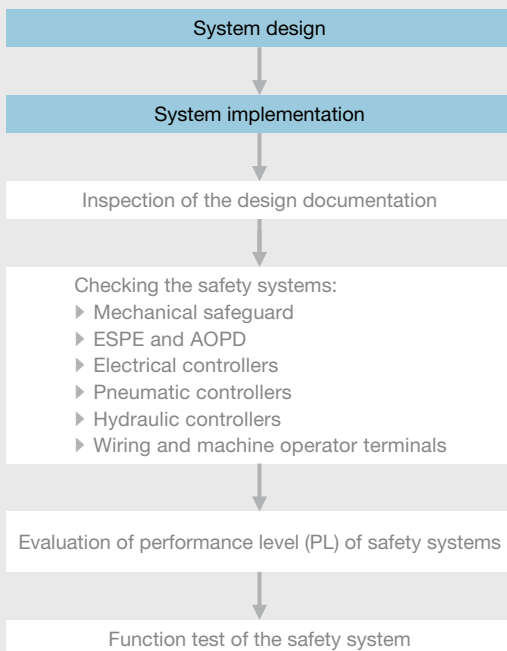 System design
System implementation
Inspection of the design documentation
Checking the safety systems:
Mechanical safeguard
ESPE and AOPD
Electrical controllers
Pneumatic controllers
Hydraulic controllers
Wiring and machine operator terminals
Evaluation of performance level (PL) of safety systems
Function test of the safety system